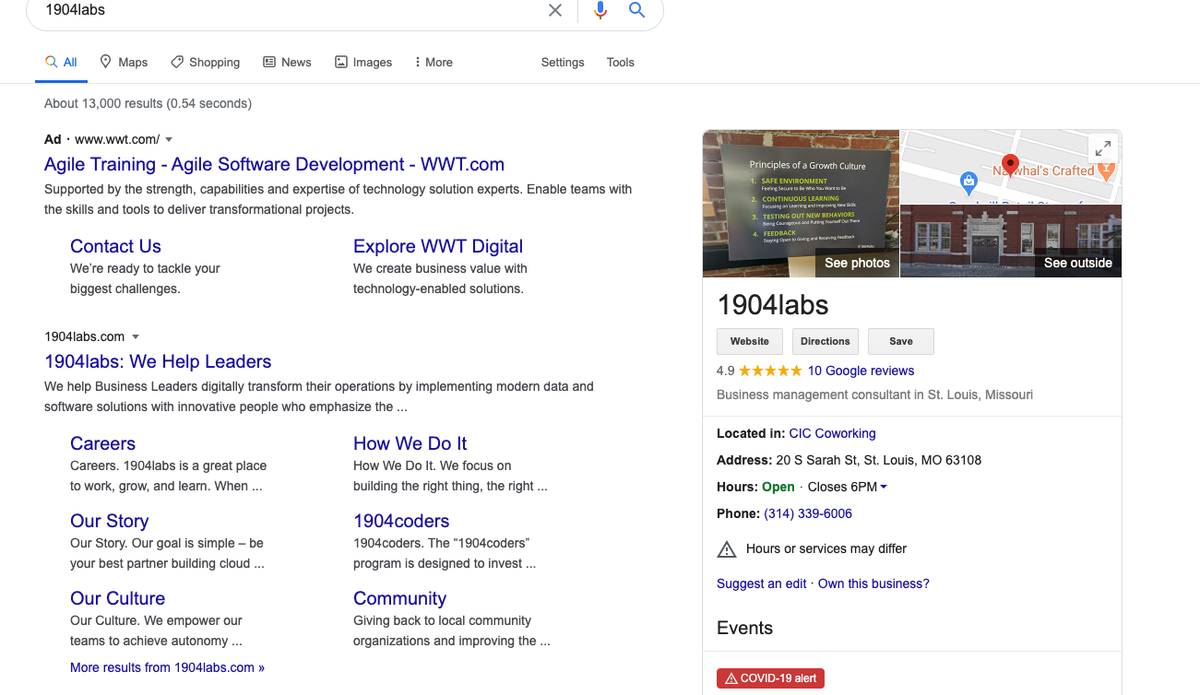 1904labs
All
Maps
Shopping
News
Images
More
Settings
Tools
About 13,000 results (0.54 seconds)
Ad · www.wwt.com/
Agile Training - Agile Software Development - WWT.com
Supported by the strength, capabilities and expertise of technology solution experts. Enable teams with
the skills and tools to deliver transformational projects.
Contact Us
We're ready to tackle your
biggest challenges.
Explore WWT Digital
We create business value with
technology-enabled solutions.
1904labs.com
1904labs: We Help Leaders
We help Business Leaders digitally transform their operations by implementing modern data and
software solutions with innovative people who emphasize the ...
Careers
Careers. 1904labs is a great place
to work, grow, and learn. When ...
How We Do It
How We Do It. We focus on
building the right thing, the right ...
Our Story
Our Story. Our goal is simple – be
your best partner building cloud ...
1904coders
1904coders. The “1904coders”
program is designed to invest ...
Our Culture
Our Culture. We empower our
teams to achieve autonomy ...
Community
Giving back to local community
organizations and improving the ...
More results from 1904labs.com »
Principles of a Growth Culture
1. SAFE ENVIRONMENT
Feeling Secure to Be Who You Want to Be
2. CONTINUOUS LEARNING
Focusing on Learning and Improving New Skills
3. TESTING OUT NEW BEHAVIORS
Being Courageous and Putting Yourself Out There
4. FEEDBACK
Staying Open to Giving and Receiving Feedback
See photos
Crafted
See outside
1904labs
Website
Directions
Save
4.9
10 Google reviews
Business management consultant in St. Louis, Missouri
Located in: CIC Coworking
Address: 20 S Sarah St, St. Louis, MO 63108
Hours: Open · Closes 6PM
Phone: (314) 339-6006
Hours or services may differ
Suggest an edit · Own this business?
Events
COVID-19 alert